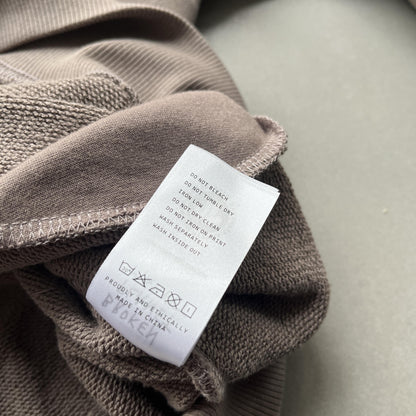 DO NOT BLEACH
DO NOT TUMBLE DRY
IRON LOW
DO NOT DRY CLEAN
DO NOT IRON ON PRINT
WASH SEPARATELY
WASH INSIDE OUT
PROUDLY AND ETHICALLY
MADE IN CHINA
BROKEN